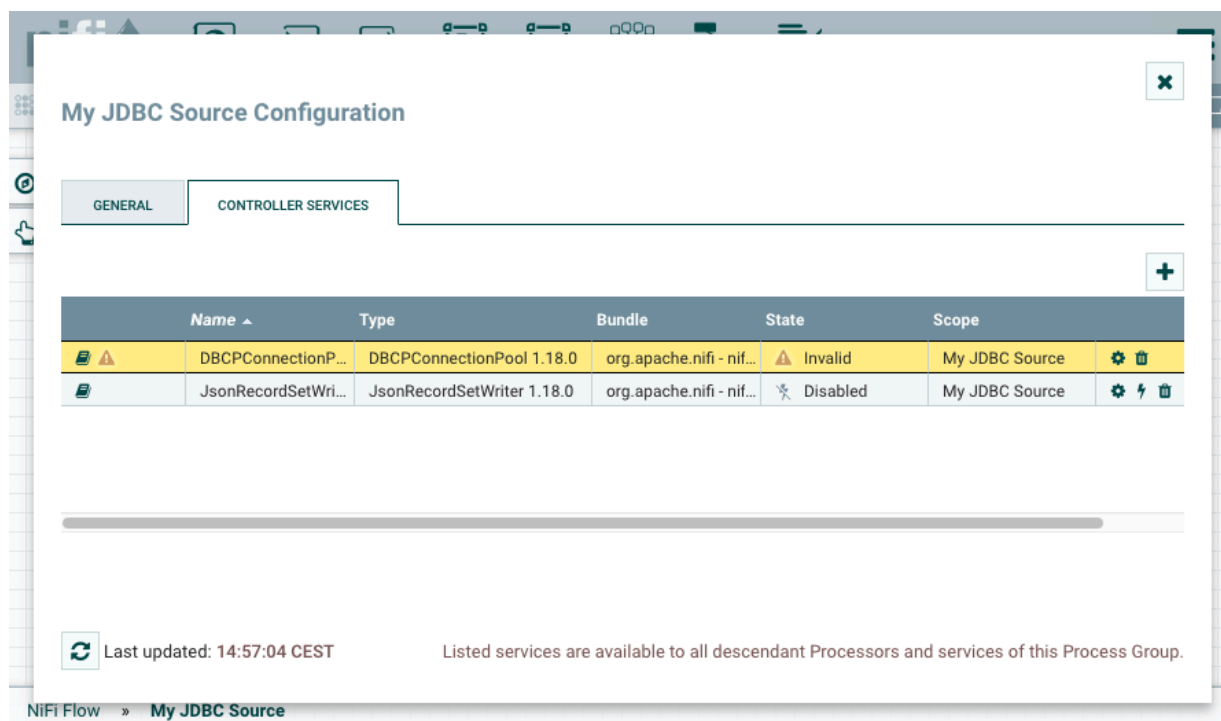 nifi
My JDBC Source Configuration
GENERAL CONTROLLER SERVICES
Name Type Bundle State Scope
DBCPConnectionP... DBCPConnectionPool 1.18.0 org.apache.nifi - nif... Invalid My JDBC Source
JsonRecordSetWri... JsonRecordSetWriter 1.18.0 org.apache.nifi - nif... Disabled My JDBC Source
Last updated: 14:57:04 CEST Listed services are available to all descendant Processors and services of this Process Group.
NiFi Flow » My JDBC Source